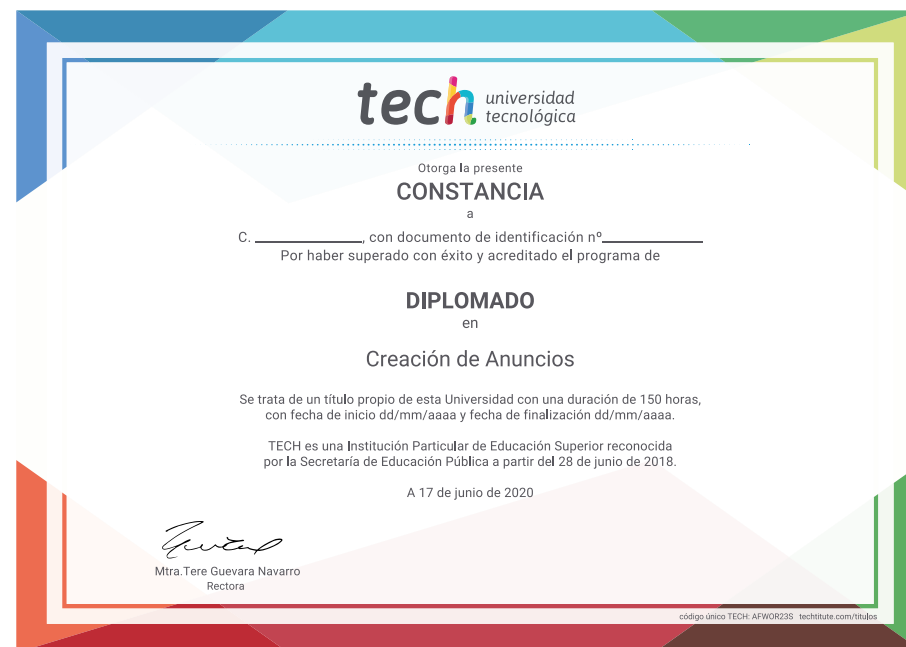 tech universidad
tecnológica
Otorga la presente
CONSTANCIA
a
C. ____________, con documento de identificación nº____________
Por haber superado con éxito y acreditado el programa de
DIPLOMADO
en
Creación de Anuncios
Se trata de un título propio de esta Universidad con una duración de 150 horas,
con fecha de inicio dd/mm/aaaa y fecha de finalización dd/mm/aaaa.
TECH es una Institución Particular de Educación Superior reconocida
por la Secretaría de Educación Pública a partir del 28 de junio de 2018.
A 17 de junio de 2020
Mtra.Tere Guevara Navarro
Rectora
código único TECH: AFWOR23S techtitute.com/titulos